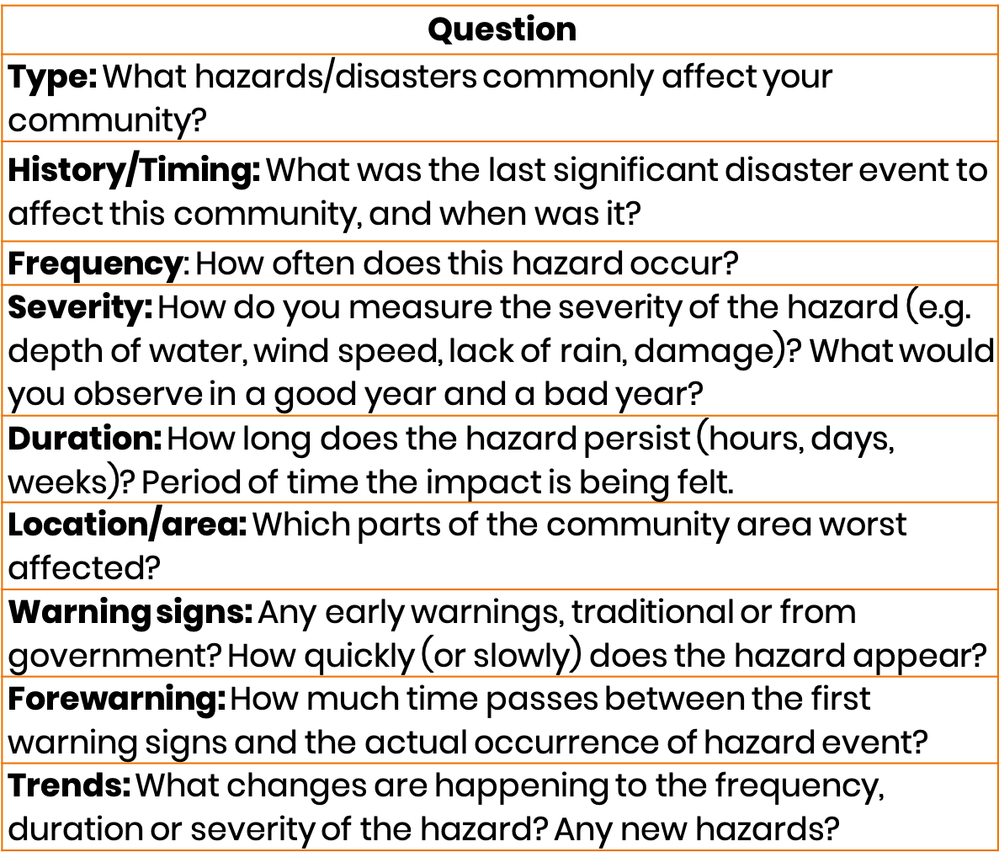 Question
Type: What hazards/disasters commonly affect your
community?
History/Timing: What was the last significant disaster event to
affect this community, and when was it?
Frequency: How often does this hazard occur?
Severity: How do you measure the severity of the hazard (e.g.
depth of water, wind speed, lack of rain, damage)? What would
you observe in a good year and a bad year?
Duration: How long does the hazard persist (hours, days,
weeks)? Period of time the impact is being felt.
Location/area: Which parts of the community area worst
affected?
Warning signs: Any early warnings, traditional or from
government? How quickly (or slowly) does the hazard appear?
Forewarning: How much time passes between the first
warning signs and the actual occurrence of hazard event?
Trends: What changes are happening to the frequency,
duration or severity of the hazard? Any new hazards?